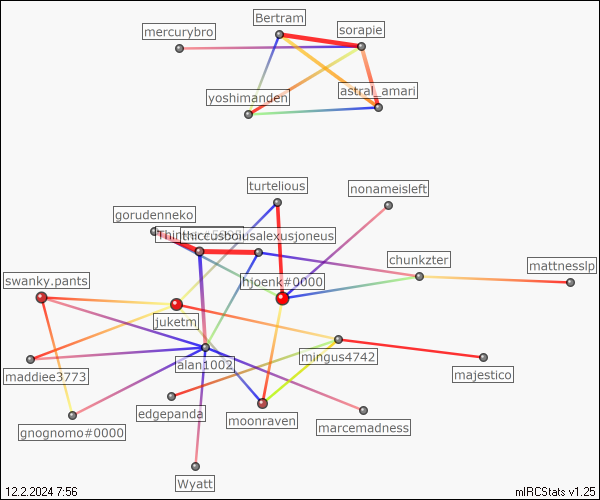 Bertram
mercurybro
sorapie
astral_amari
yoshimanden
turtelious
nonameisleft
gorudenneko
chunkzter
mattnesslp
hjoenk#0000
swanky.pants
juketm
alan1002
mingus4742
maddiee3773
majestico
edgepanda
moonraven
marcemadness
gnognomo#0000
Wyatt
12.2.2024 7:56
mIRCStats v1.25